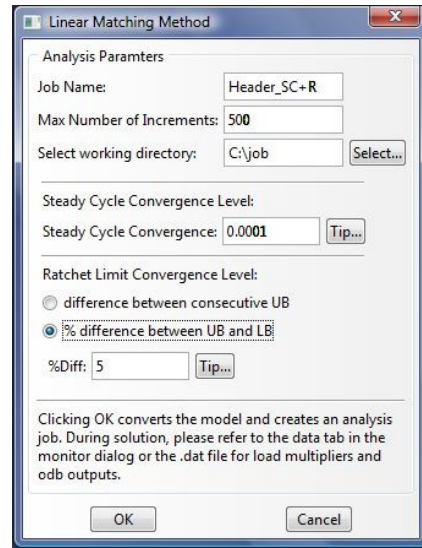 Linear Matching Method
Analysis Paramters
Job Name: Header_SC+R
Max Number of Increments: 500
Select working directory: C:\job Select...
Steady Cycle Convergence Level:
Steady Cycle Convergence: 0.0001 Tip...
Ratchet Limit Convergence Level:
difference between consecutive UB
% difference between UB and LB
%Diff: 5 Tip...
Clicking OK converts the model and creates an analysis
job. During solution, please refer to the data tab in the
monitor dialog or the .dat file for load multipliers and
odb outputs.
OK Cancel